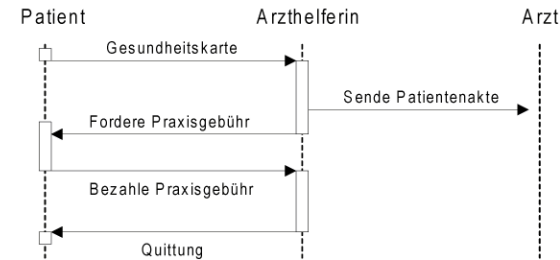 Patient Arzthelferin Arzt
Gesundheitskarte
Sende Patientenakte
Fordere Praxisgebühr
Bezahle Praxisgebühr
Quittung